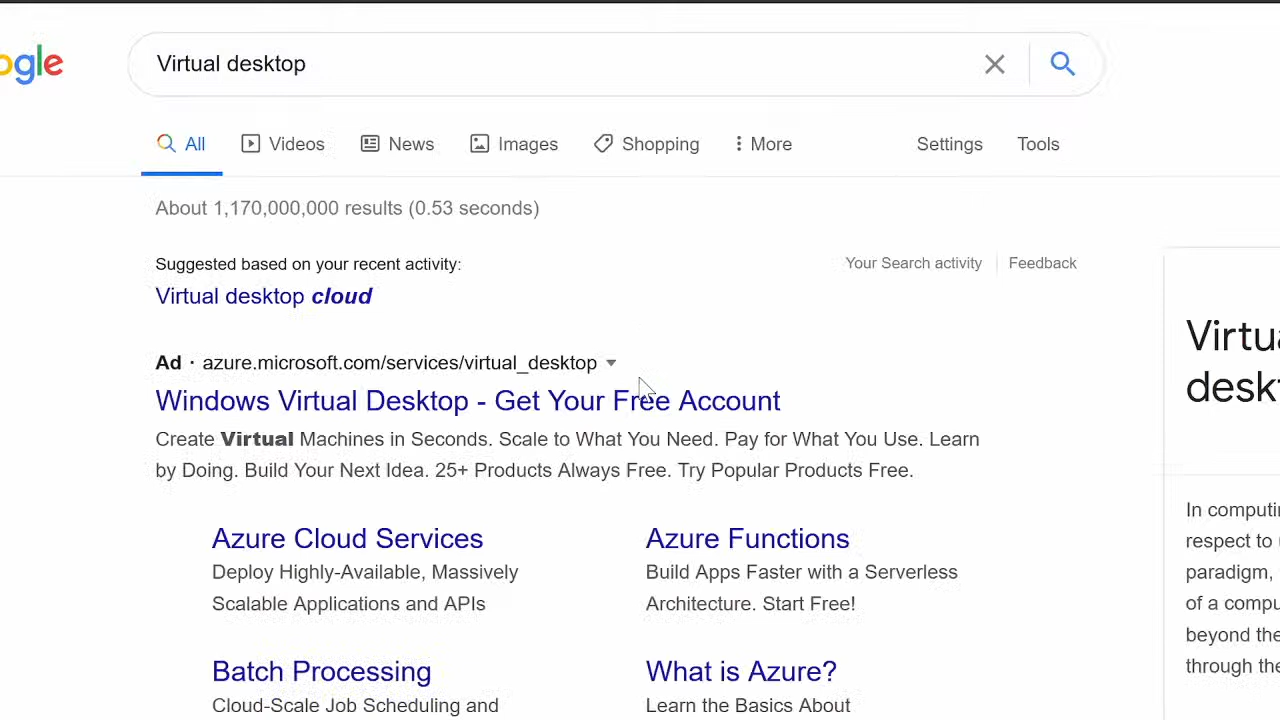 ogle
Virtual desktop
All Videos News Images Shopping More Settings Tools
About 1,170,000,000 results (0.53 seconds)
Suggested based on your recent activity: Your Search activity Feedback
Virtual desktop cloud
Ad · azure.microsoft.com/services/virtual_desktop
Windows Virtual Desktop - Get Your Free Account
Create Virtual Machines in Seconds. Scale to What You Need. Pay for What You Use. Learn
by Doing. Build Your Next Idea. 25+ Products Always Free. Try Popular Products Free.
Azure Cloud Services
Deploy Highly-Available, Massively
Scalable Applications and APIs
Azure Functions
Build Apps Faster with a Serverless
Architecture. Start Free!
Batch Processing
Cloud-Scale Job Scheduling and
What is Azure?
Learn the Basics About
Virtu
desk
In computi
respect to
paradigm,
of a compu
beyond the
through the